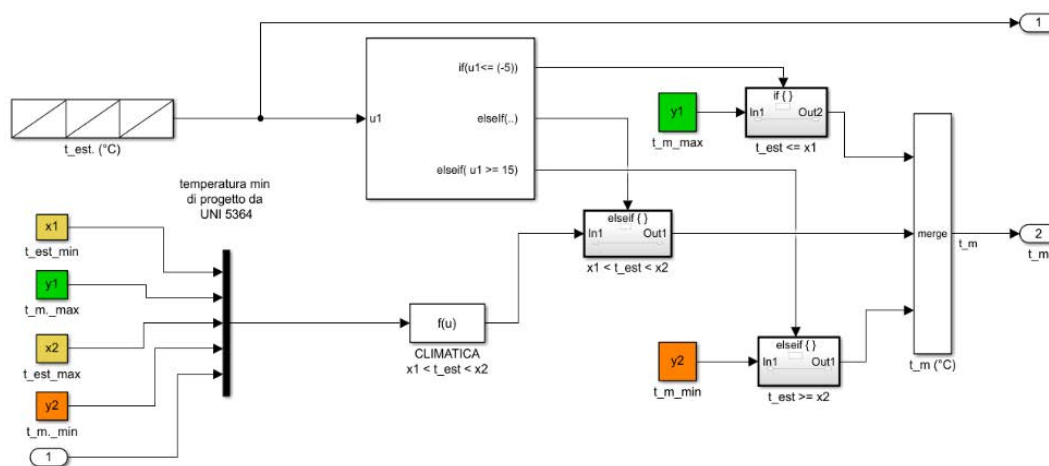 1
if(u1<= (-5))
if { }
y1
In1
Out2
t_m_max
t_est <= x1
u1
elseIf(..)
t_est. (°C)
elseif( u1 >= 15)
temperatura min
di progetto da
UNI 5364
elseif { }
In1
Out1
x1 < t_est < x2
merge
t_m
2
t_m
x1
t_est_min
y1
t_m._max
f(u)
CLIMATICA
x1 < t_est < x2
x2
t_est_max
elseif { }
y2
In1
Out1
t_m_min
t_est >= x2
t_m (°C)
y2
t_m._min
1